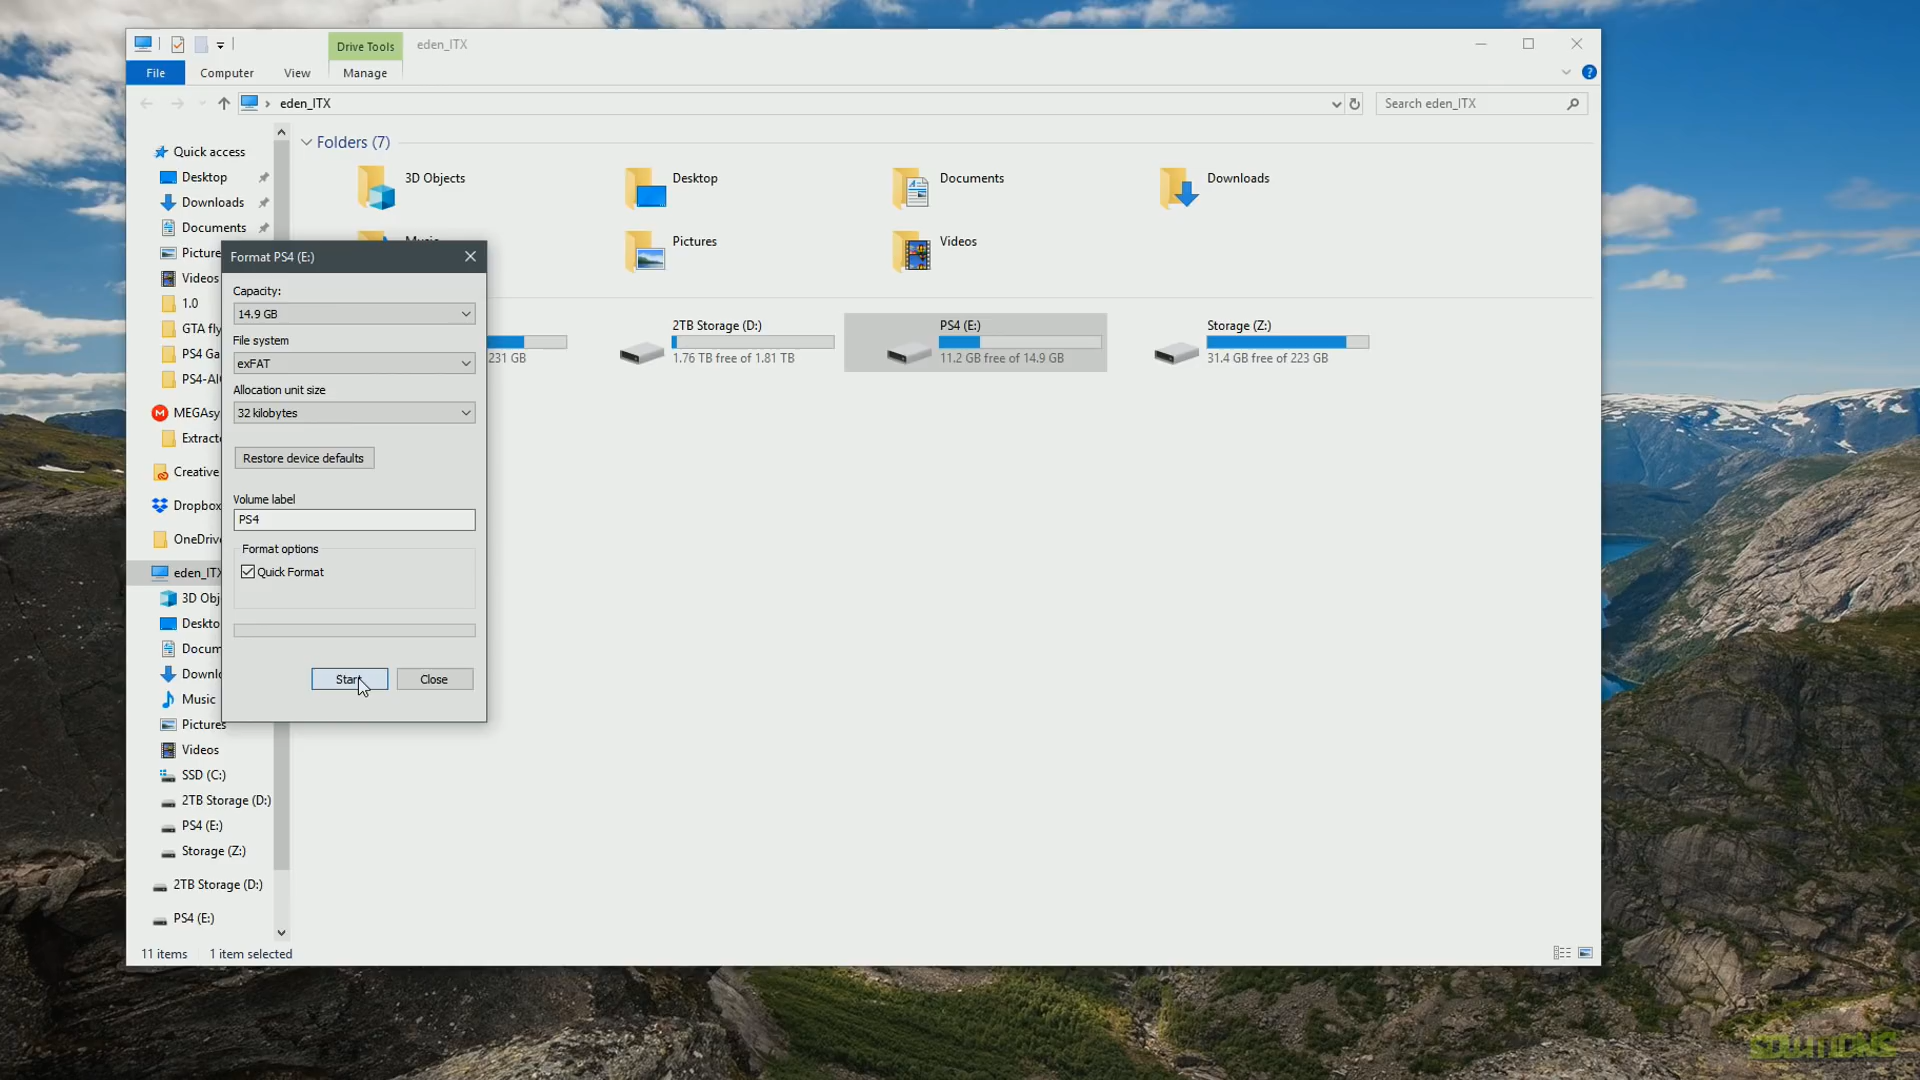 Drive Tools
eden_ITX
File
Computer
View
Manage
eden_ITX
Search eden_ITX
Quick access
Desktop
Downloads
Documents
Picture
Videos
1.0
GTA fly
PS4 Ga
PS4-AI
MEGAsy
Extracte
Creative
Dropbox
OneDriv
eden_ITX
3D Obj
Deskto
Docum
Downlo
Music
Pictures
Videos
SSD (C:)
2TB Storage (D:)
PS4 (E:)
Storage (Z:)
2TB Storage (D:)
PS4 (E:)
Folders (7)
3D Objects
Desktop
Documents
Downloads
Music
Pictures
Videos
231 GB
2TB Storage (D:)
1.76 TB free of 1.81 TB
PS4 (E:)
11.2 GB free of 14.9 GB
Storage (Z:)
31.4 GB free of 223 GB
Format PS4 (E:)
Capacity:
14.9 GB
File system
exFAT
Allocation unit size
32 kilobytes
Restore device defaults
Volume label
PS4
Format options
Quick Format
Start
Close
11 items
1 item selected
SOLUTIONS